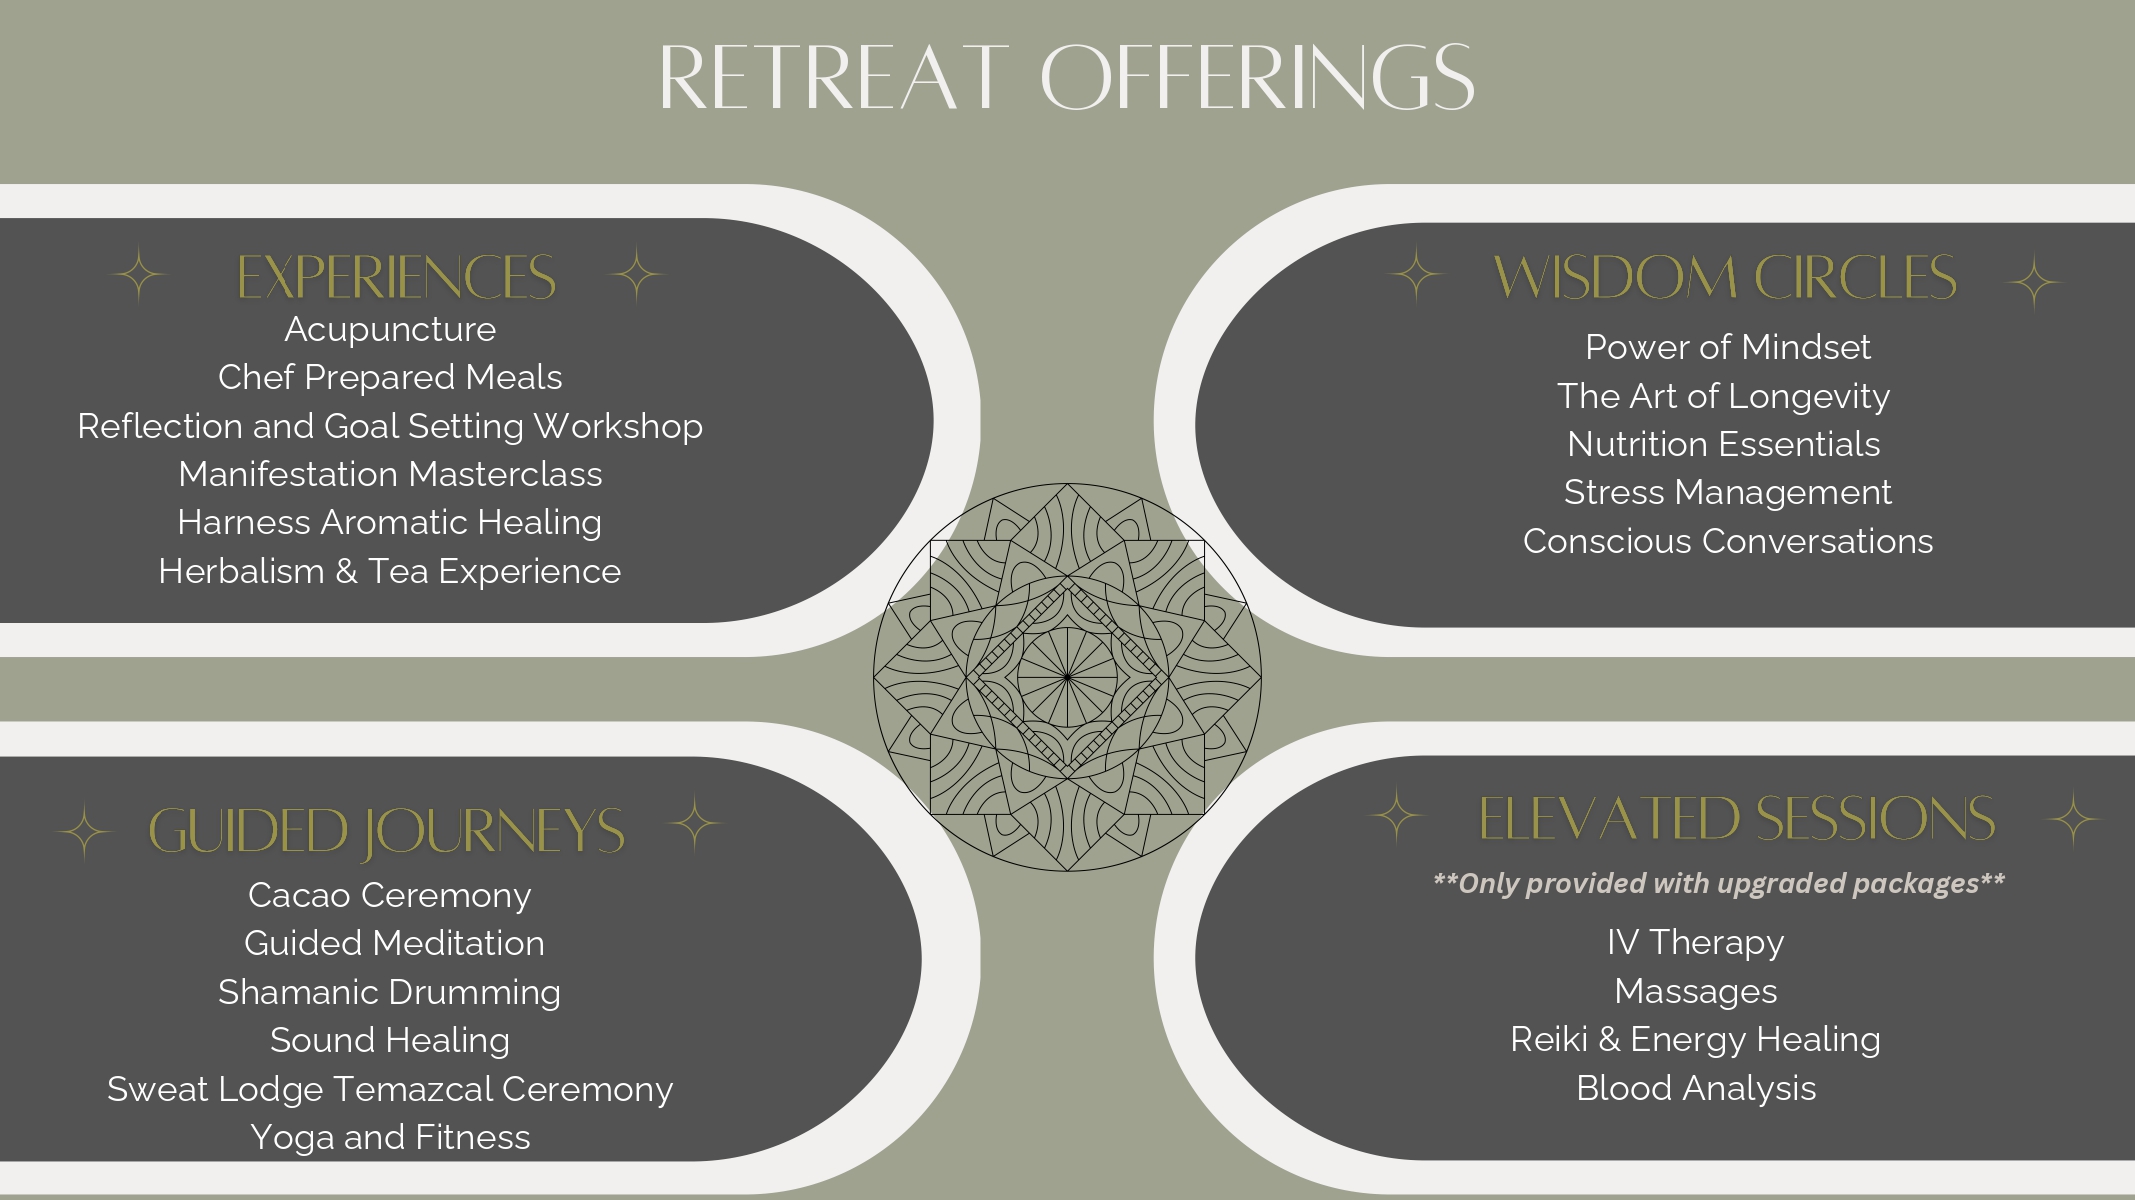 RETREAT OFFERINGS
EXPERIENCES
Acupuncture
Chef Prepared Meals
Reflection and Goal Setting Workshop
Manifestation Masterclass
Harness Aromatic Healing
Herbalism & Tea Experience
WISDOM CIRCLES
Power of Mindset
The Art of Longevity
Nutrition Essentials
Stress Management
Conscious Conversations
GUIDED JOURNEYS
Cacao Ceremony
Guided Meditation
Shamanic Drumming
Sound Healing
Sweat Lodge Temazcal Ceremony
Yoga and Fitness
ELEVATED SESSIONS
**Only provided with upgraded packages**
IV Therapy
Massages
Reiki & Energy Healing
Blood Analysis